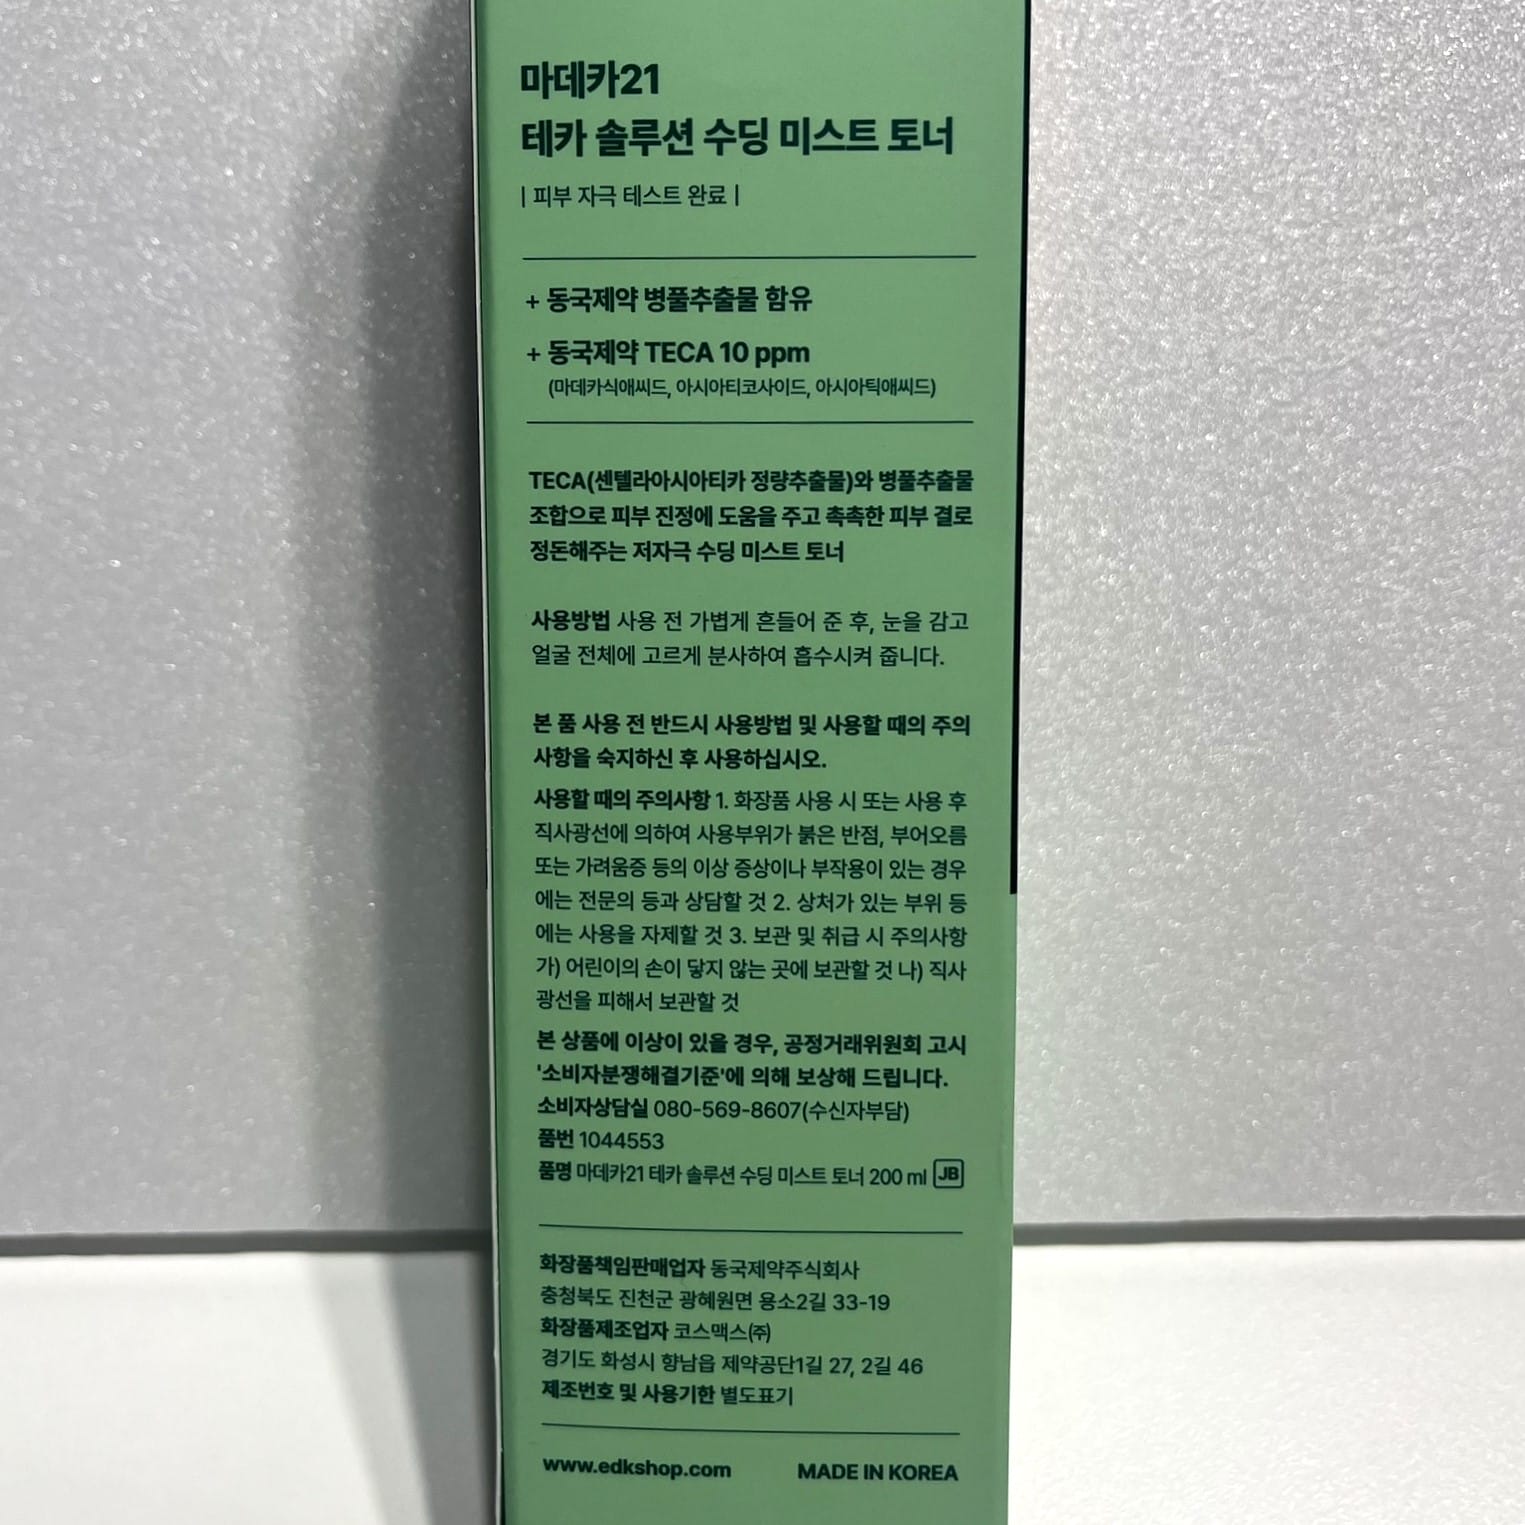 마데카21
테카 솔루션 수딩 미스트 토너
| 피부 자극 테스트 완료 |
+ 동국제약 병풀추출물 함유
+ 동국제약 TECA 10 ppm
(마데카식애씨드, 아시아티코사이드, 아시아틱애씨드)
TECA(센텔라아시아티카 정량추출물)와 병풀추출물
조합으로 피부 진정에 도움을 주고 촉촉한 피부 결로
정돈해주는 저자극 수딩 미스트 토너
사용방법 사용 전 가볍게 흔들어 준 후, 눈을 감고
얼굴 전체에 고르게 분사하여 흡수시켜 줍니다.
본 품 사용 전 반드시 사용방법 및 사용할 때의 주의
사항을 숙지하신 후 사용하십시오.
사용할 때의 주의사항 1. 화장품 사용 시 또는 사용 후
직사광선에 의하여 사용부위가 붉은 반점, 부어오름
또는 가려움증 등의 이상 증상이나 부작용이 있는 경우
에는 전문의 등과 상담할 것 2. 상처가 있는 부위 등
에는 사용을 자제할 것 3. 보관 및 취급 시 주의사항
가) 어린이의 손이 닿지 않는 곳에 보관할 것 나) 직사
광선을 피해서 보관할 것
본 상품에 이상이 있을 경우, 공정거래위원회 고시
'소비자분쟁해결기준'에 의해 보상해 드립니다.
소비자상담실 080-569-8607(수신자부담)
품번 1044553
품명 마데카21 테카 솔루션 수딩 미스트 토너 200 ml JB
화장품책임판매업자 동국제약주식회사
충청북도 진천군 광혜원면 용소2길 33-19
화장품제조업자 코스맥스㈜
경기도 화성시 향남읍 제약공단1길 27, 2길 46
제조번호 및 사용기한 별도표기
www.edkshop.com MADE IN KOREA